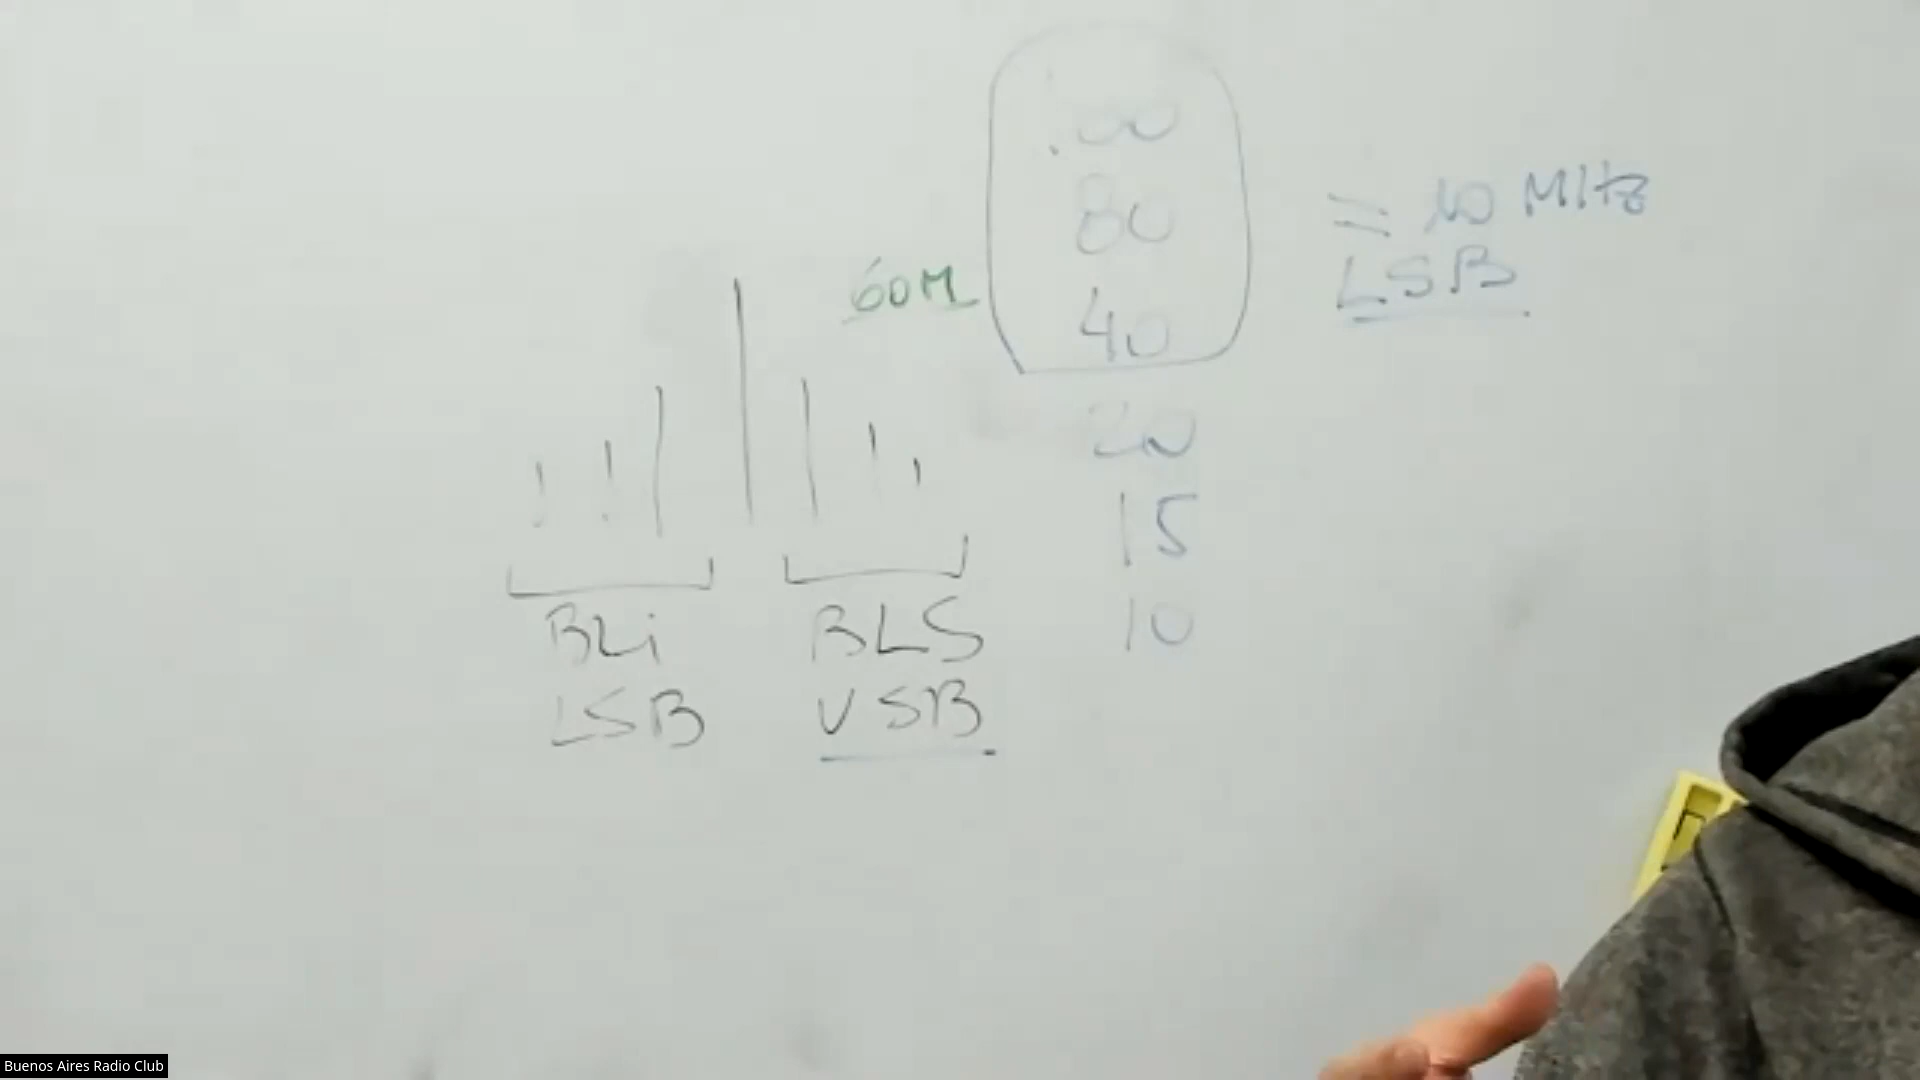 80
40
60M
= 10 MHz
LSB
20
15
10
BLi
LSB
BLS
USB
Buenos Aires Radio Club